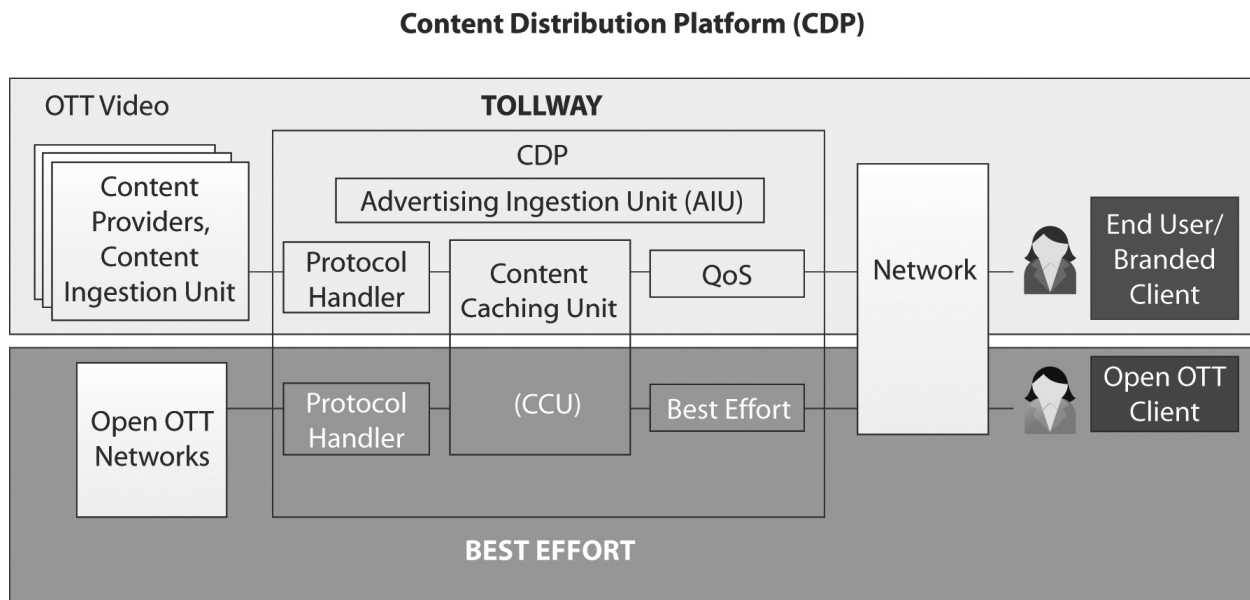 Content Distribution Platform (CDP)
OTT Video
TOLLWAY
CDP
Advertising Ingestion Unit (AIU)
Content
Providers,
Content
Ingestion Unit
Protocol
Handler
Content
Caching Unit
QoS
Network
End User/
Branded
Client
Open OTT
Networks
Protocol
Handler
(CCU)
Best Effort
Open OTT
Client
BEST EFFORT